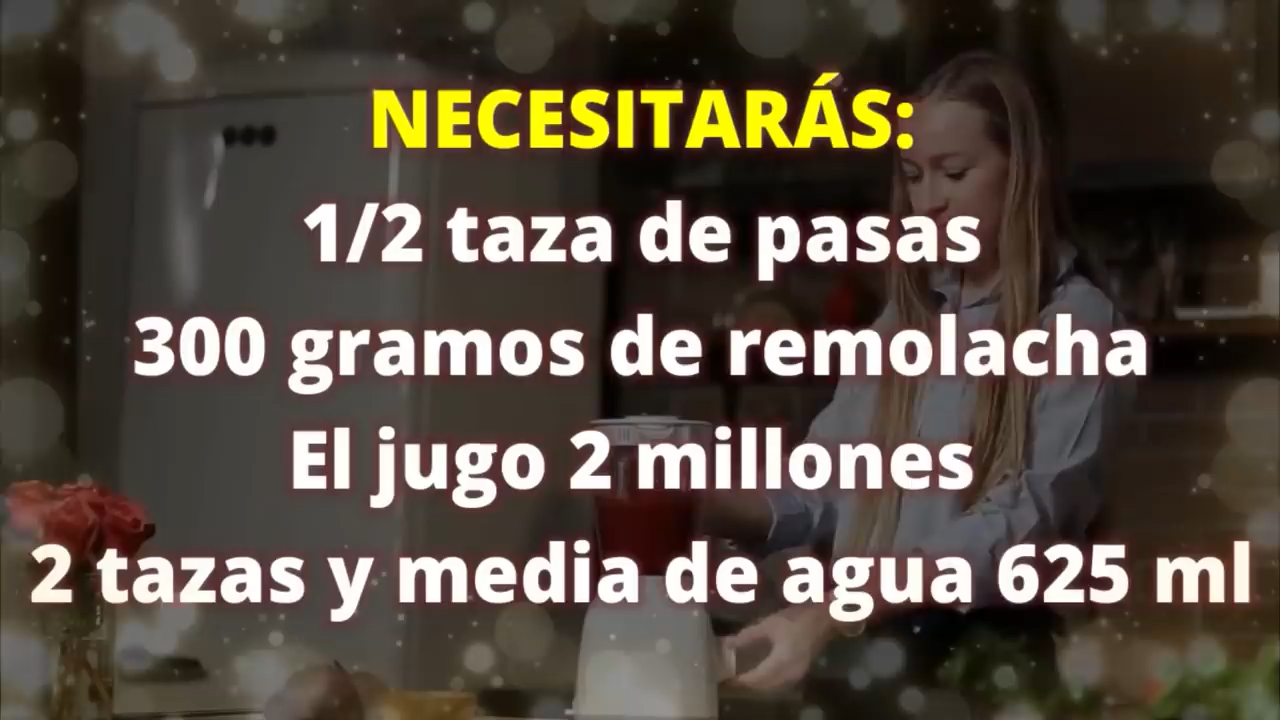 NECESITARÁS:
1/2 taza de pasas
300 gramos de remolacha
El jugo 2 millones
2 tazas y media de agua 625 ml